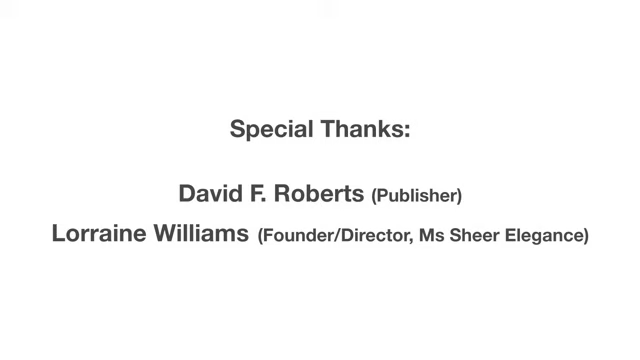 Special Thanks:
David F. Roberts (Publisher)
Lorraine Williams (Founder/Director, Ms Sheer Elegance)